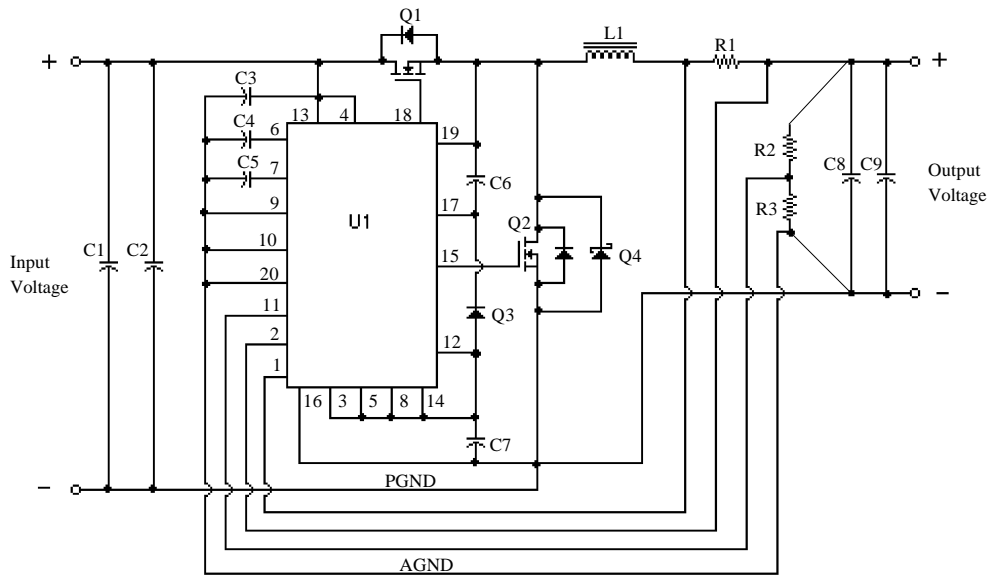 Q1
L1
R1
+
+
C3
13
4
18
C4
6
19
R2
C5
7
C6
C8
C9
Output
Voltage
9
17
U1
Q2
R3
C1
C2
10
15
Q4
Input
Voltage
20
11
Q3
−
2
12
1
16
3
5
8
14
C7
−
PGND
AGND